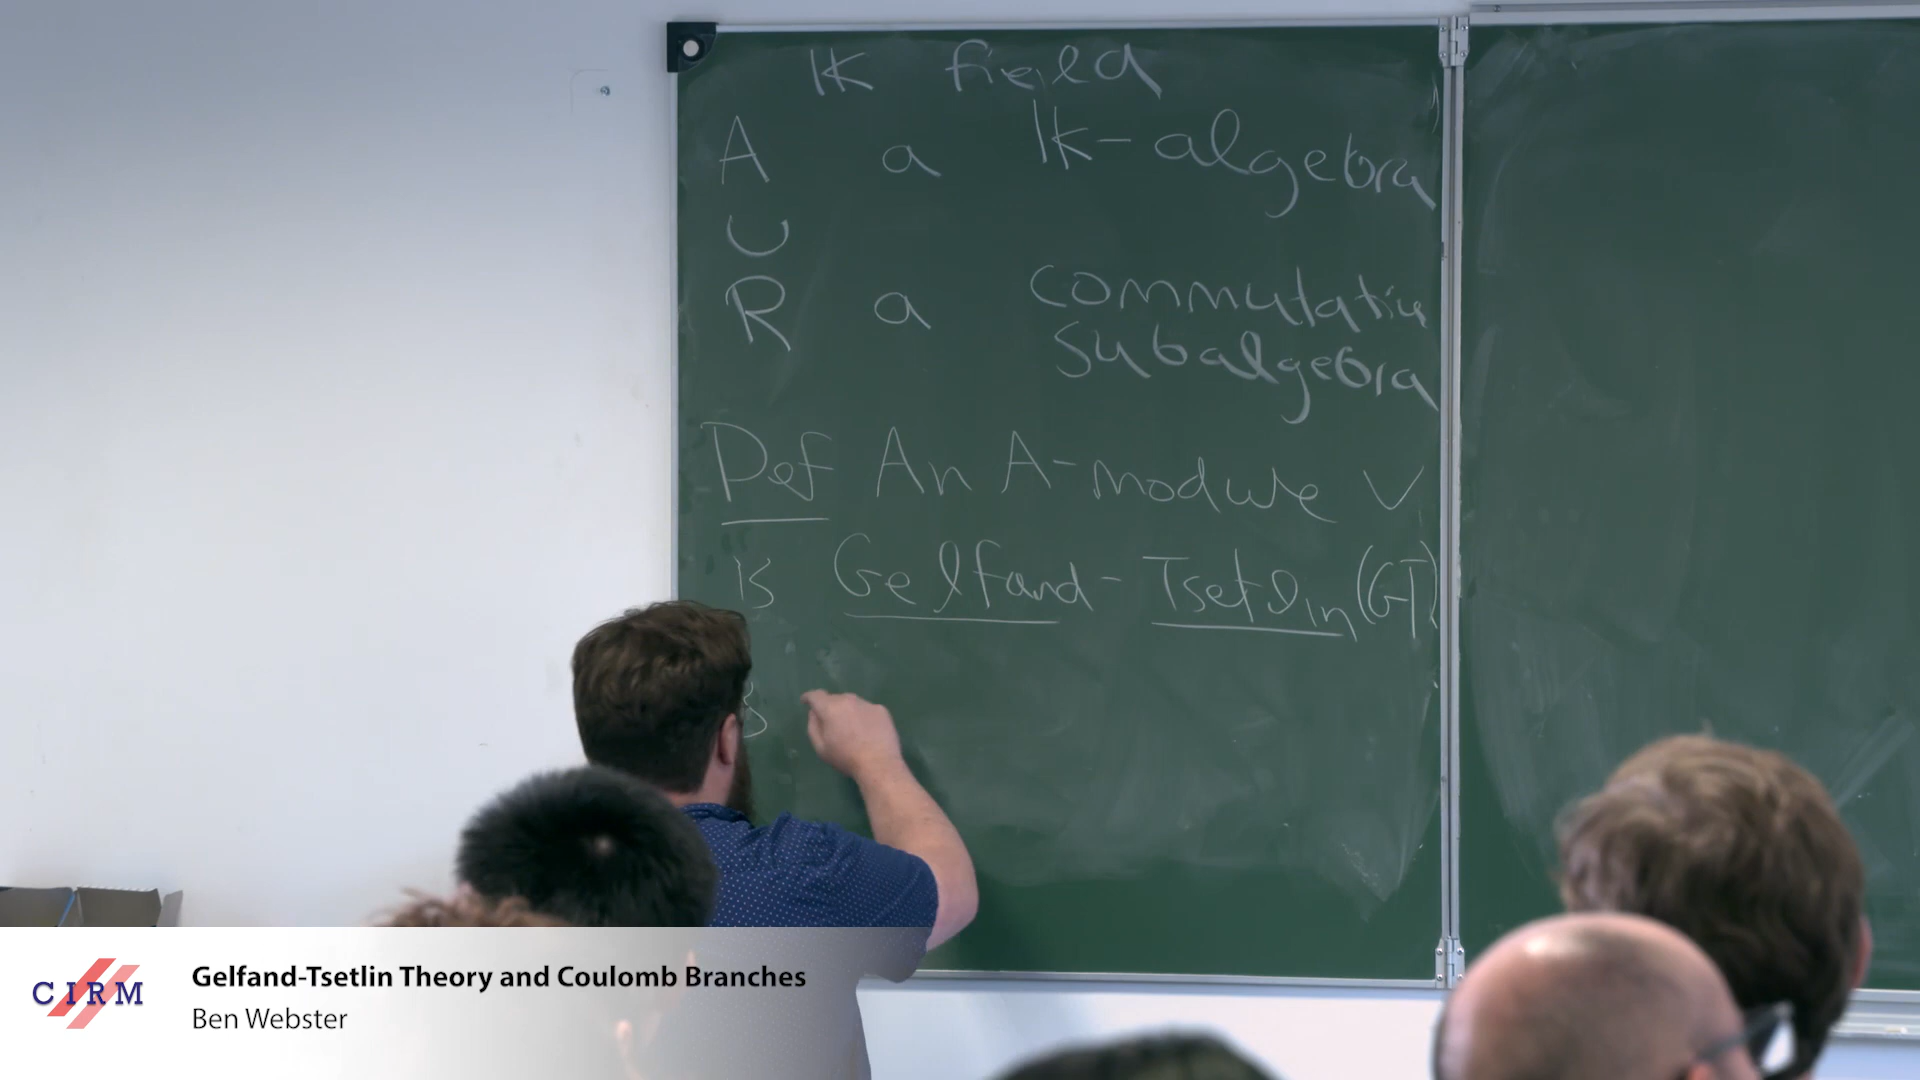 𝕜 field
A a 𝕜-algebra
∪
R a commutative
subalgebra
Def An A-module V
is Gelfand-Tsetlin (GT)
CIRM
Gelfand-Tsetlin Theory and Coulomb Branches
Ben Webster